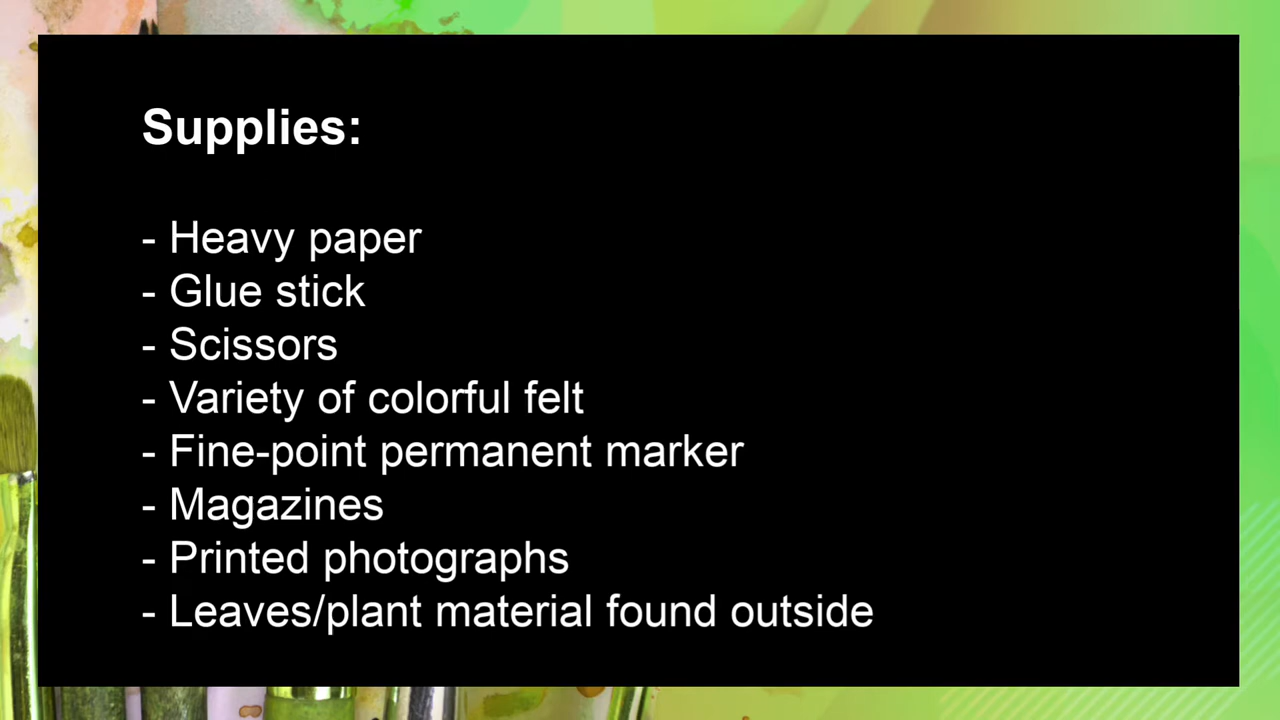 Supplies:
- Heavy paper
- Glue stick
- Scissors
- Variety of colorful felt
- Fine-point permanent marker
- Magazines
- Printed photographs
- Leaves/plant material found outside